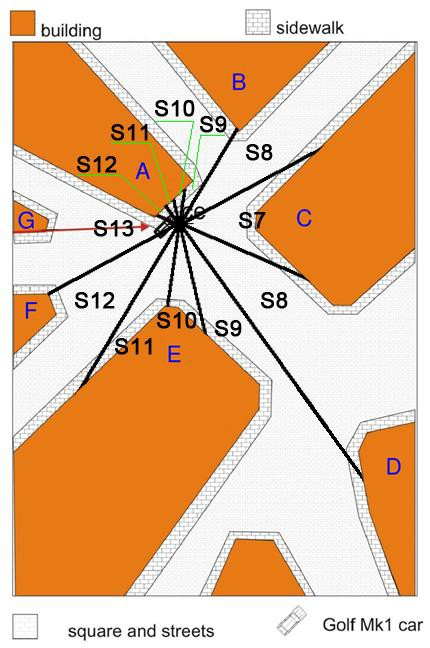 building
sidewalk
B
S10
S11
S9
S8
S12
A
G
S13
S7
C
S12
S8
F
S10
S9
S11
E
D
square and streets
Golf Mk1 car